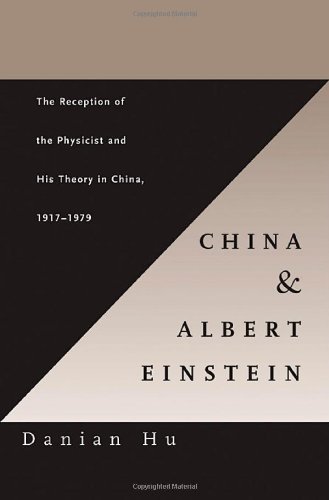 The Reception of
the Physicist and
His Theory in China,
1917–1979
CHINA
&
ALBERT
EINSTEIN
Danian Hu